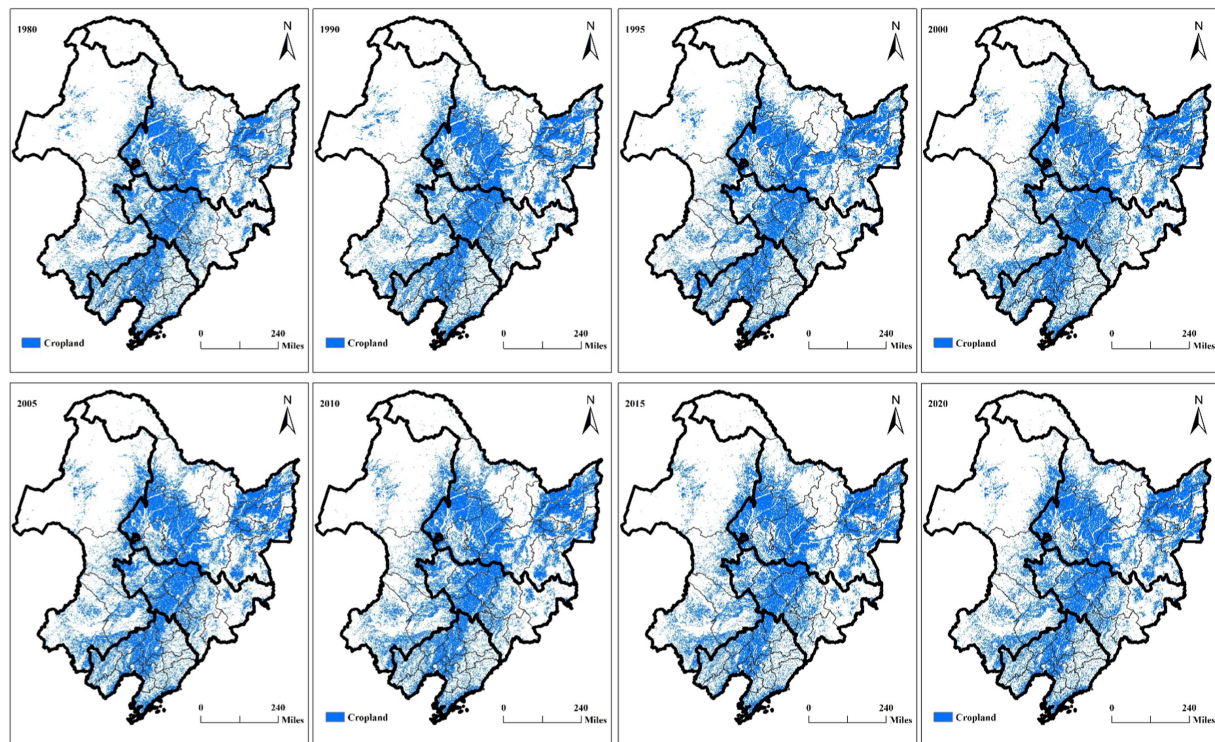 1980
N
Cropland
0 240
Miles
1990
N
Cropland
0 240
Miles
1995
N
0 240
Miles
2000
N
Cropland
0 240
Miles
2005
N
0 240
Miles
2010
N
Cropland
0 240
Miles
2015
N
0 240
Miles
2020
N
Cropland
0 240
Miles